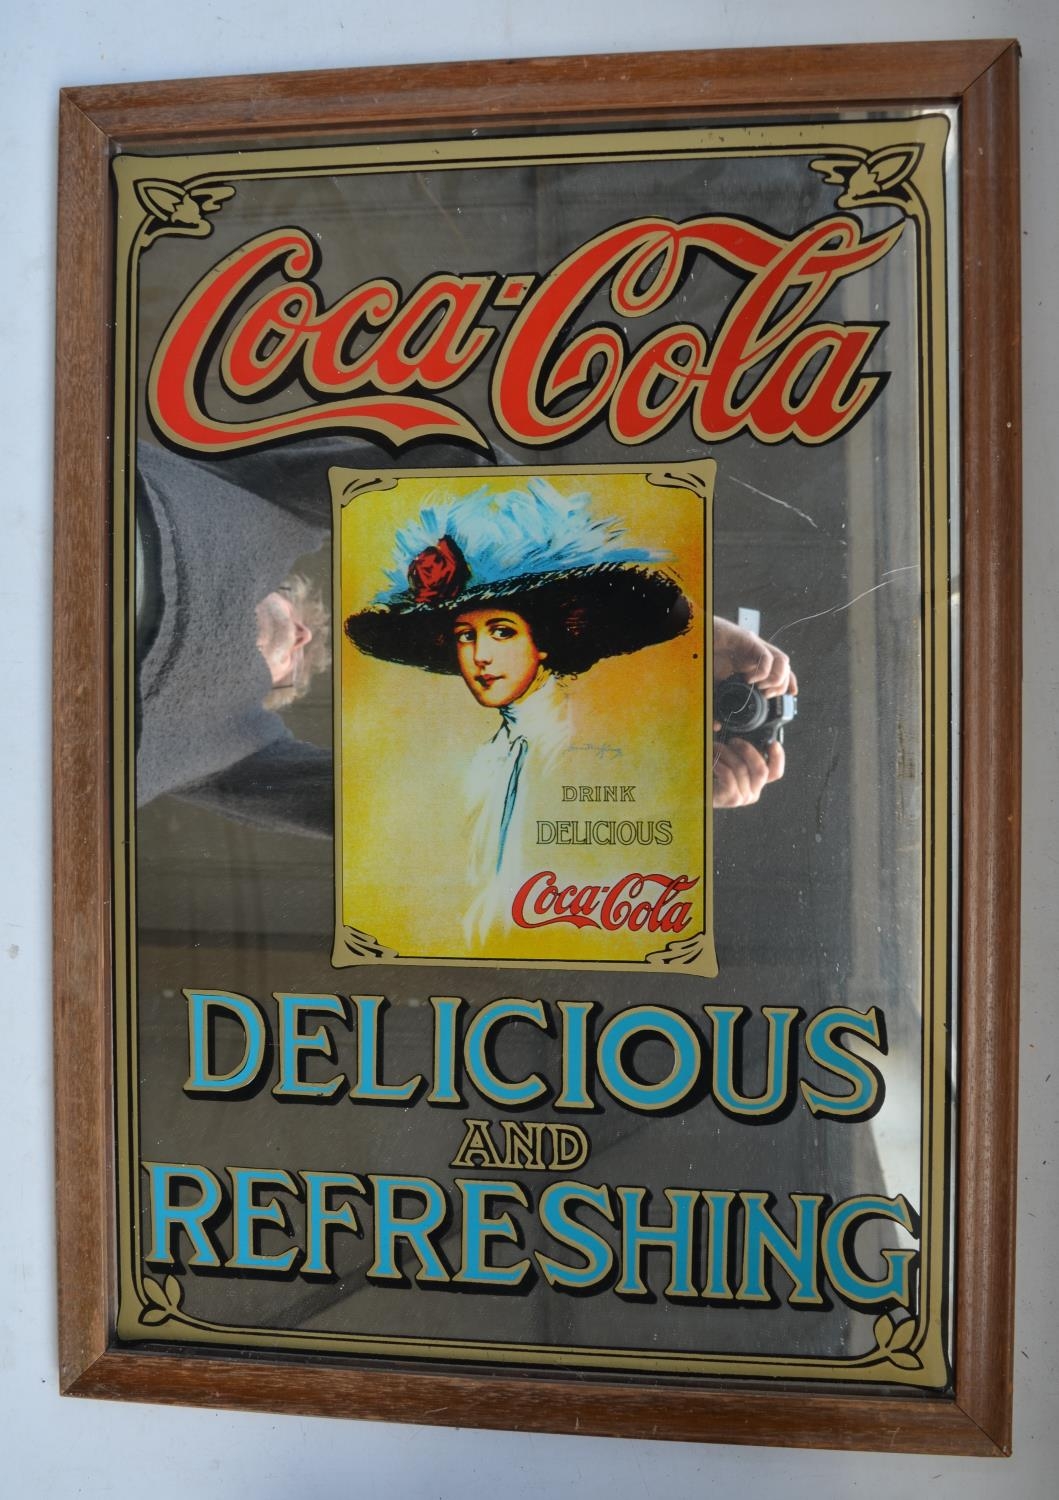 Coca-Cola
DRINK
DELICIOUS
Coca-Cola
DELICIOUS
AND
REFRESHING